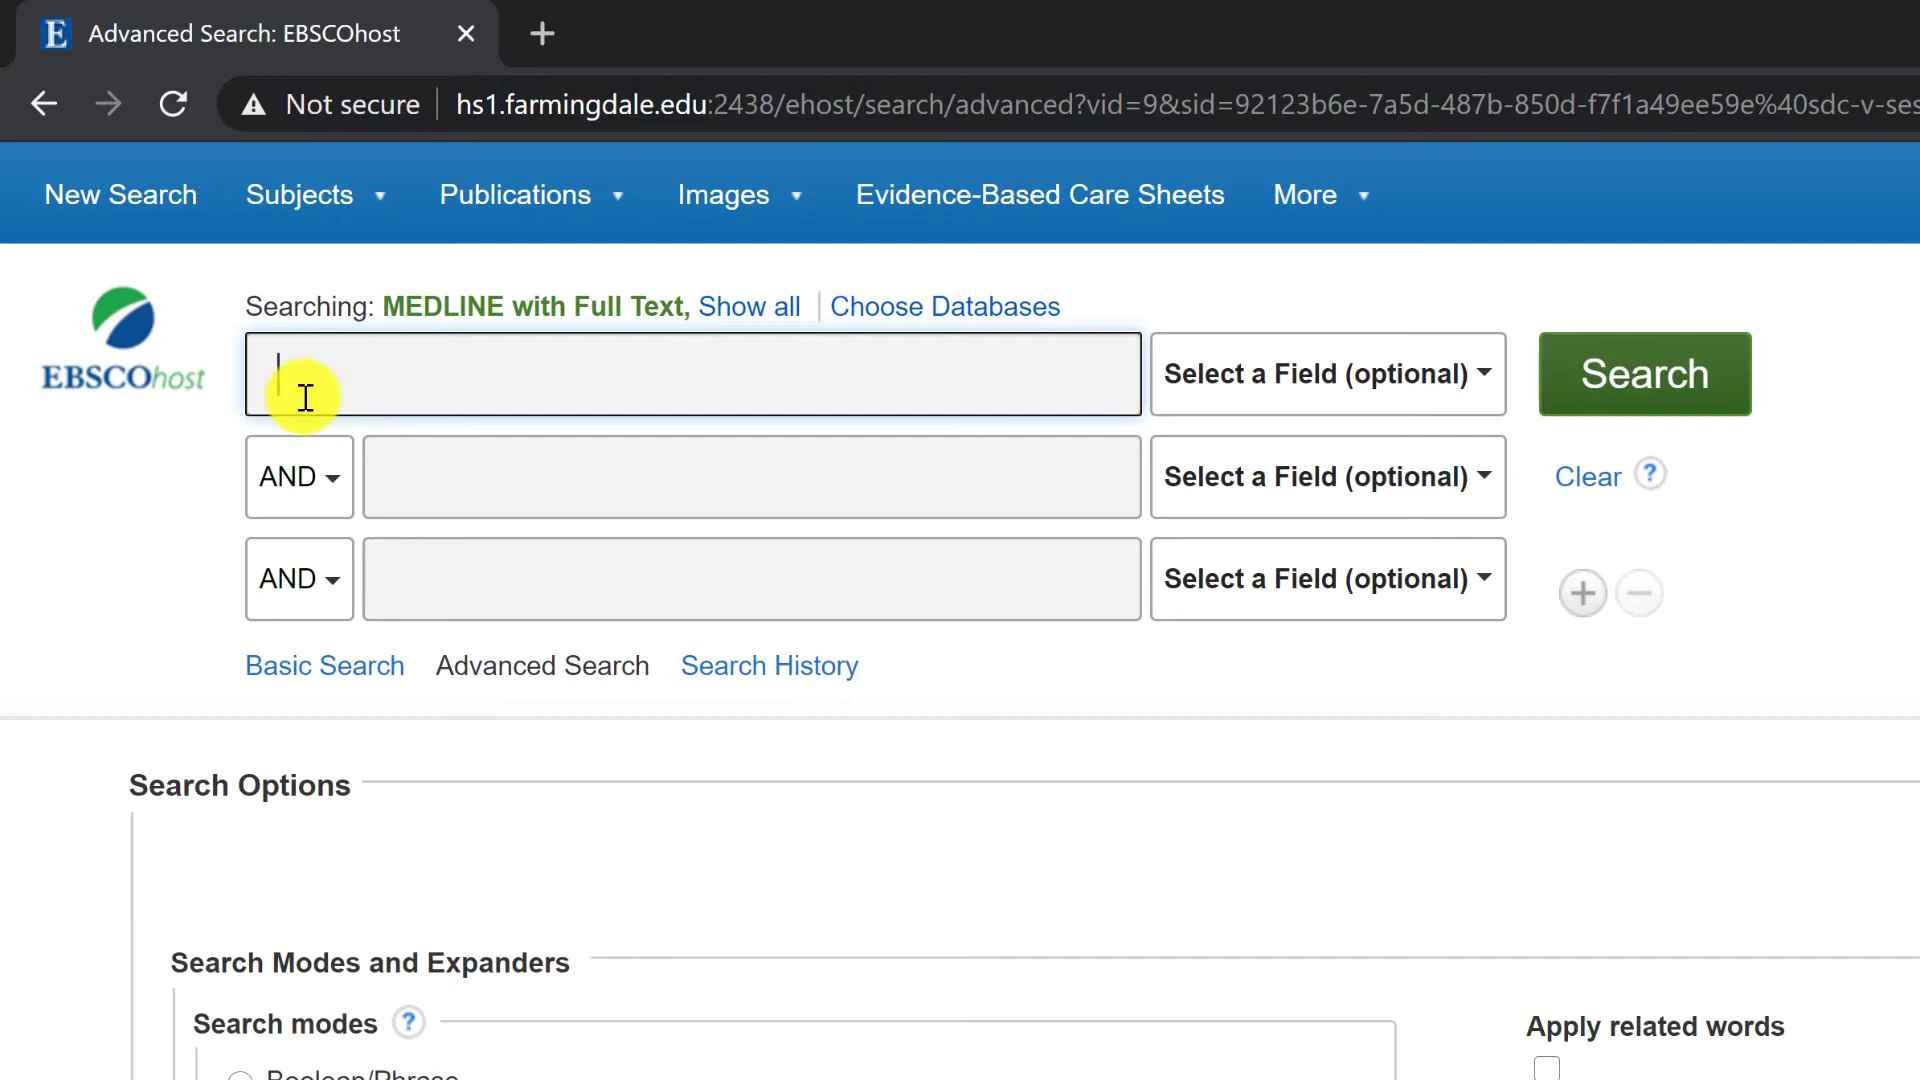 E Advanced Search: EBSCOhost
Not secure hs1.farmingdale.edu:2438/ehost/search/advanced?vid=9&sid=92123b6e-7a5d-487b-850d-f7f1a49ee59e%40sdc-v-ses
New Search Subjects Publications Images Evidence-Based Care Sheets More
Searching: MEDLINE with Full Text, Show all Choose Databases
EBSCOhost
Select a Field (optional) Search
AND Select a Field (optional) Clear ?
AND Select a Field (optional)
Basic Search Advanced Search Search History
Search Options
Search Modes and Expanders
Search modes ? Apply related words
Boolean/Phrase